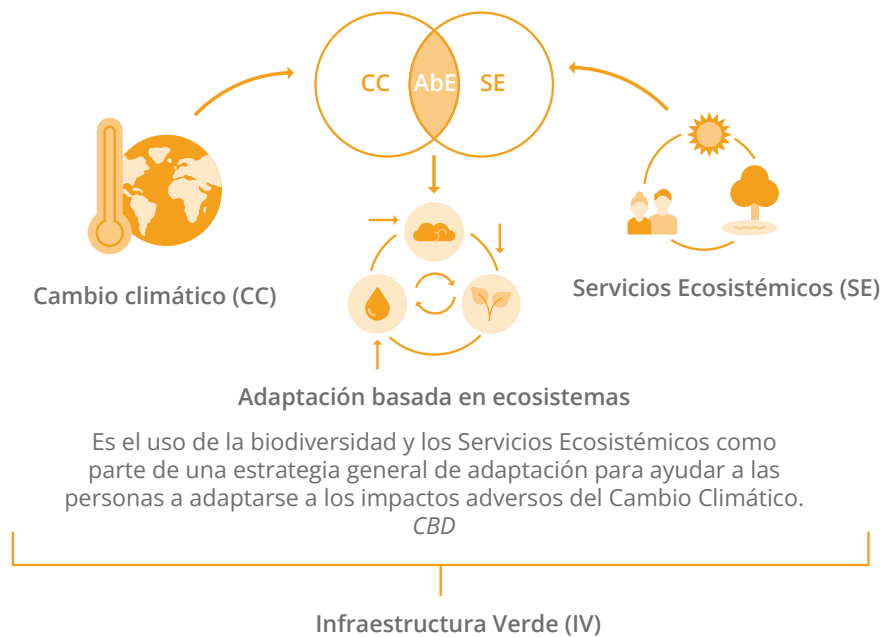 CC
AbE
SE
Cambio climático (CC)
Servicios Ecosistémicos (SE)
Adaptación basada en ecosistemas
Es el uso de la biodiversidad y los Servicios Ecosistémicos como
parte de una estrategia general de adaptación para ayudar a las
personas a adaptarse a los impactos adversos del Cambio Climático.
CBD
Infraestructura Verde (IV)